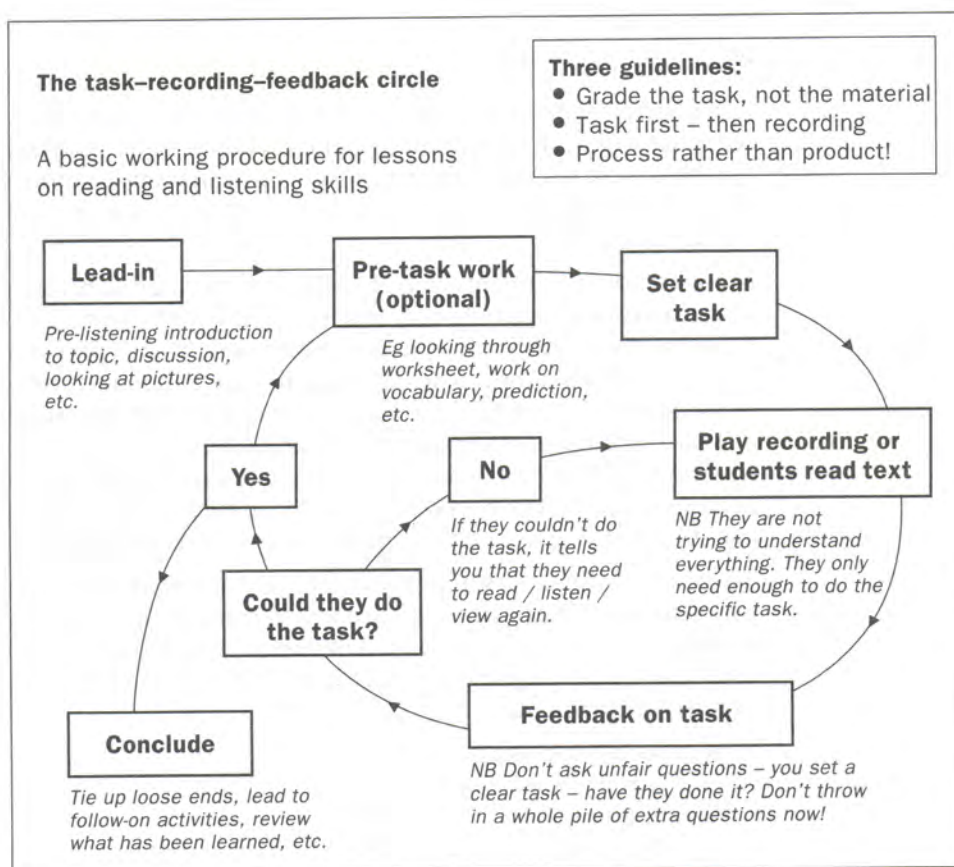 The task–recording–feedback circle
A basic working procedure for lessons
on reading and listening skills
Three guidelines:
● Grade the task, not the material
● Task first – then recording
● Process rather than product!
Lead-in
Pre-listening introduction
to topic, discussion,
looking at pictures,
etc.
Pre-task work
(optional)
Eg looking through
worksheet, work on
vocabulary, prediction,
etc.
Set clear
task
Play recording or
students read text
NB They are not
trying to understand
everything. They only
need enough to do the
specific task.
Feedback on task
NB Don't ask unfair questions – you set a
clear task – have they done it? Don't throw
in a whole pile of extra questions now!
Could they do
the task?
No
If they couldn't do
the task, it tells
you that they need
to read / listen /
view again.
Yes
Conclude
Tie up loose ends, lead to
follow-on activities, review
what has been learned, etc.